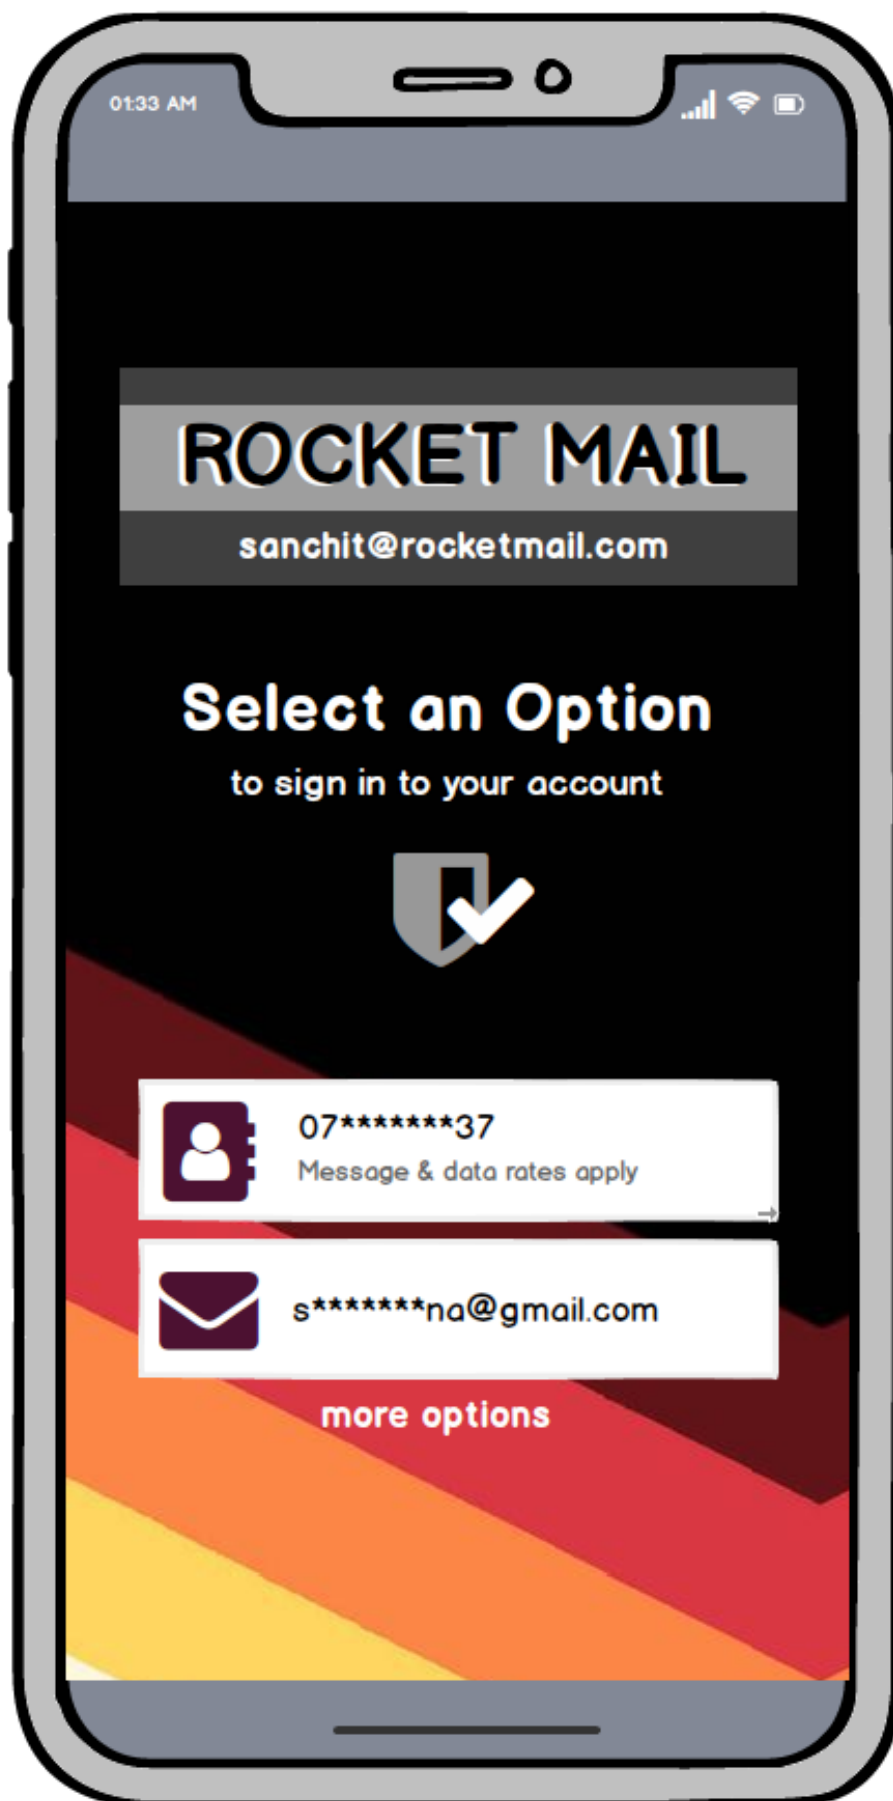 01:33 AM
ROCKET MAIL
sanchit@rocketmail.com
Select an Option
to sign in to your account
07*******37
Message & data rates apply
s*******na@gmail.com
more options